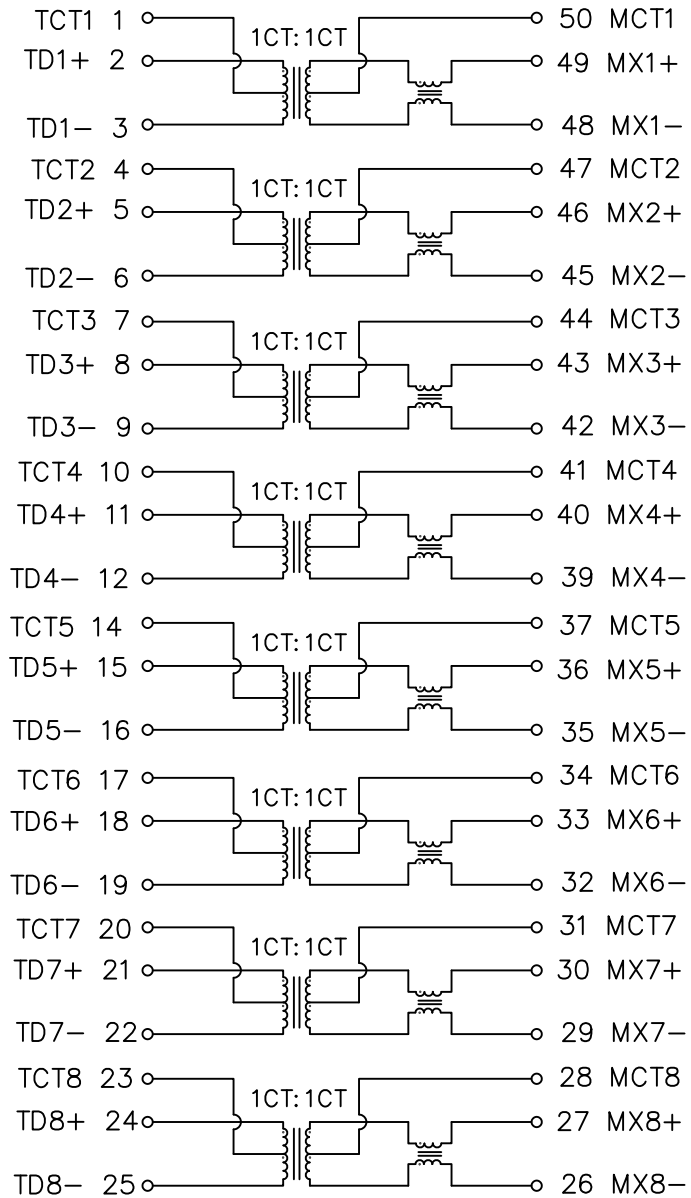 TCT1 1 50 MCT1
1CT: 1CT
TD1+ 2 49 MX1+
TD1− 3 48 MX1−
TCT2 4 47 MCT2
1CT: 1CT
TD2+ 5 46 MX2+
TD2− 6 45 MX2−
TCT3 7 44 MCT3
1CT: 1CT
TD3+ 8 43 MX3+
TD3− 9 42 MX3−
TCT4 10 41 MCT4
1CT: 1CT
TD4+ 11 40 MX4+
TD4− 12 39 MX4−
TCT5 14 37 MCT5
1CT: 1CT
TD5+ 15 36 MX5+
TD5− 16 35 MX5−
TCT6 17 34 MCT6
1CT: 1CT
TD6+ 18 33 MX6+
TD6− 19 32 MX6−
TCT7 20 31 MCT7
1CT: 1CT
TD7+ 21 30 MX7+
TD7− 22 29 MX7−
TCT8 23 28 MCT8
1CT: 1CT
TD8+ 24 27 MX8+
TD8− 25 26 MX8−